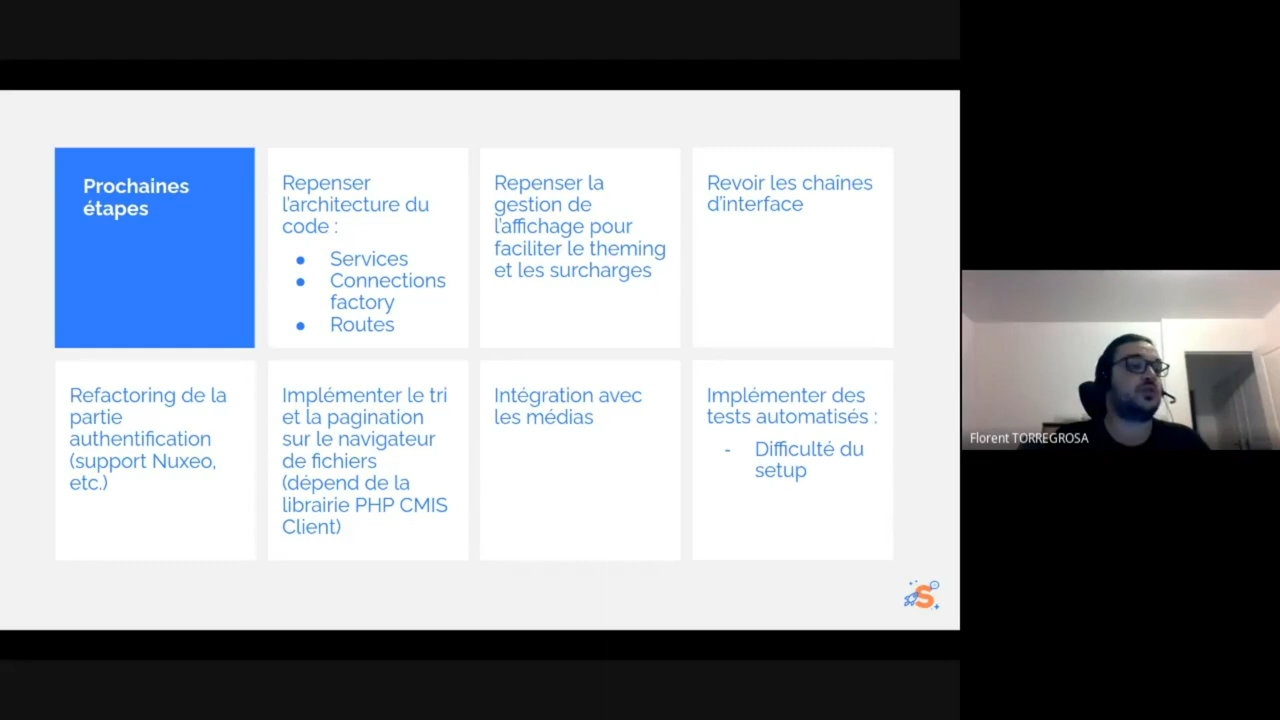 Prochaines
étapes
Repenser
l’architecture du
code :
● Services
● Connections
factory
● Routes
Repenser la
gestion de
l’affichage pour
faciliter le theming
et les surcharges
Revoir les chaînes
d’interface
Refactoring de la
partie
authentification
(support Nuxeo,
etc.)
Implémenter le tri
et la pagination
sur le navigateur
de fichiers
(dépend de la
librairie PHP CMIS
Client)
Intégration avec
les médias
Implémenter des
tests automatisés :
- Difficulté du
setup
S
Florent TORREGROSA